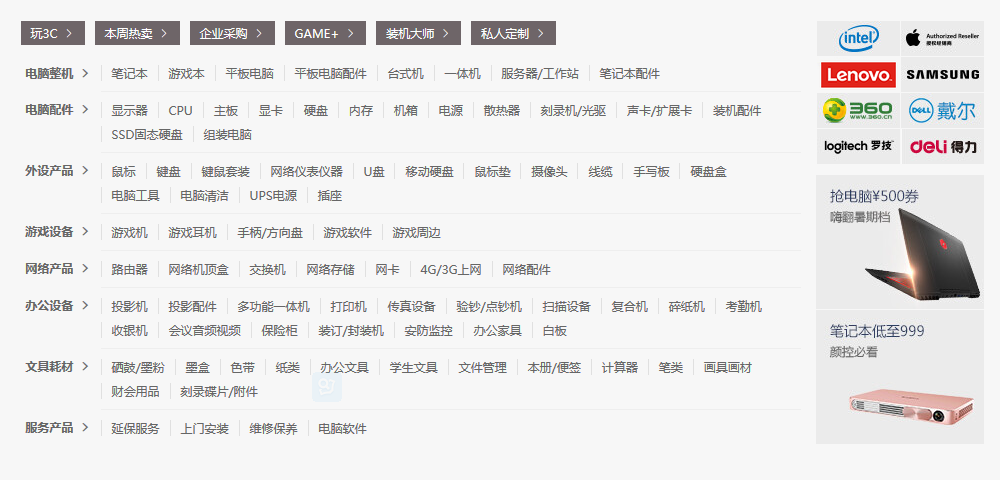 玩3C > 本周热卖 > 企业采购 > GAME+ > 装机大师 > 私人定制 >
电脑整机 > 笔记本 游戏本 平板电脑 平板电脑配件 台式机 一体机 服务器/工作站 笔记本配件
电脑配件 > 显示器 CPU 主板 显卡 硬盘 内存 机箱 电源 散热器 刻录机/光驱 声卡/扩展卡 装机配件
SSD固态硬盘 组装电脑
外设产品 > 鼠标 键盘 键鼠套装 网络仪表仪器 U盘 移动硬盘 鼠标垫 摄像头 线缆 手写板 硬盘盒
电脑工具 电脑清洁 UPS电源 插座
游戏设备 > 游戏机 游戏耳机 手柄/方向盘 游戏软件 游戏周边
网络产品 > 路由器 网络机顶盒 交换机 网络存储 网卡 4G/3G上网 网络配件
办公设备 > 投影机 投影配件 多功能一体机 打印机 传真设备 验钞/点钞机 扫描设备 复合机 碎纸机 考勤机
收银机 会议音频视频 保险柜 装订/封装机 安防监控 办公家具 白板
文具耗材 > 硒鼓/墨粉 墨盒 色带 纸类 办公文具 学生文具 文件管理 本册/便签 计算器 笔类 画具画材
财会用品 刻录碟片/附件
服务产品 > 延保服务 上门安装 维修保养 电脑软件
intel Authorized Reseller
授权经销商
Lenovo SAMSUNG
360 DELL 戴尔
www.360.cn
logitech 罗技 deli 得力
抢电脑¥500券
嗨翻暑期档
笔记本低至999
颜控必看